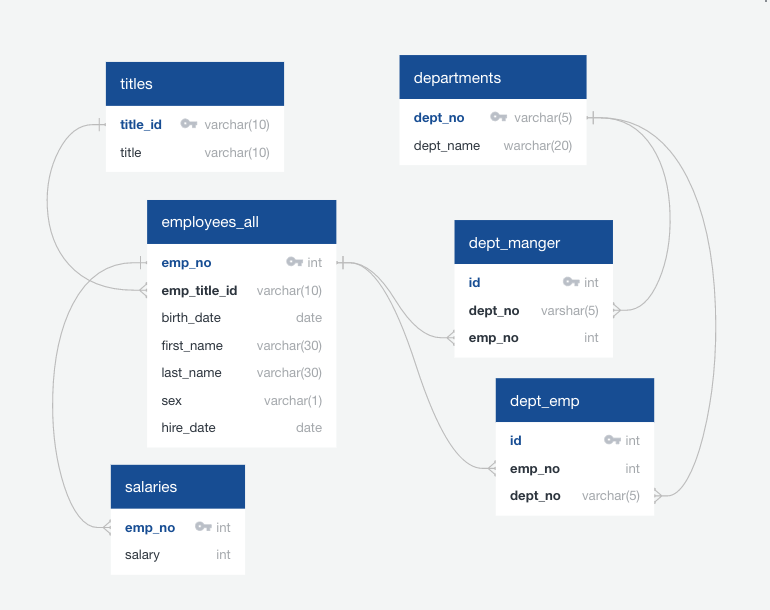 titles
title_id varchar(10)
title varchar(10)
departments
dept_no varchar(5)
dept_name warchar(20)
employees_all
emp_no int
emp_title_id varchar(10)
birth_date date
first_name varchar(30)
last_name varchar(30)
sex varchar(1)
hire_date date
dept_manger
id int
dept_no varshar(5)
emp_no int
dept_emp
id int
emp_no int
dept_no varchar(5)
salaries
emp_no int
salary int